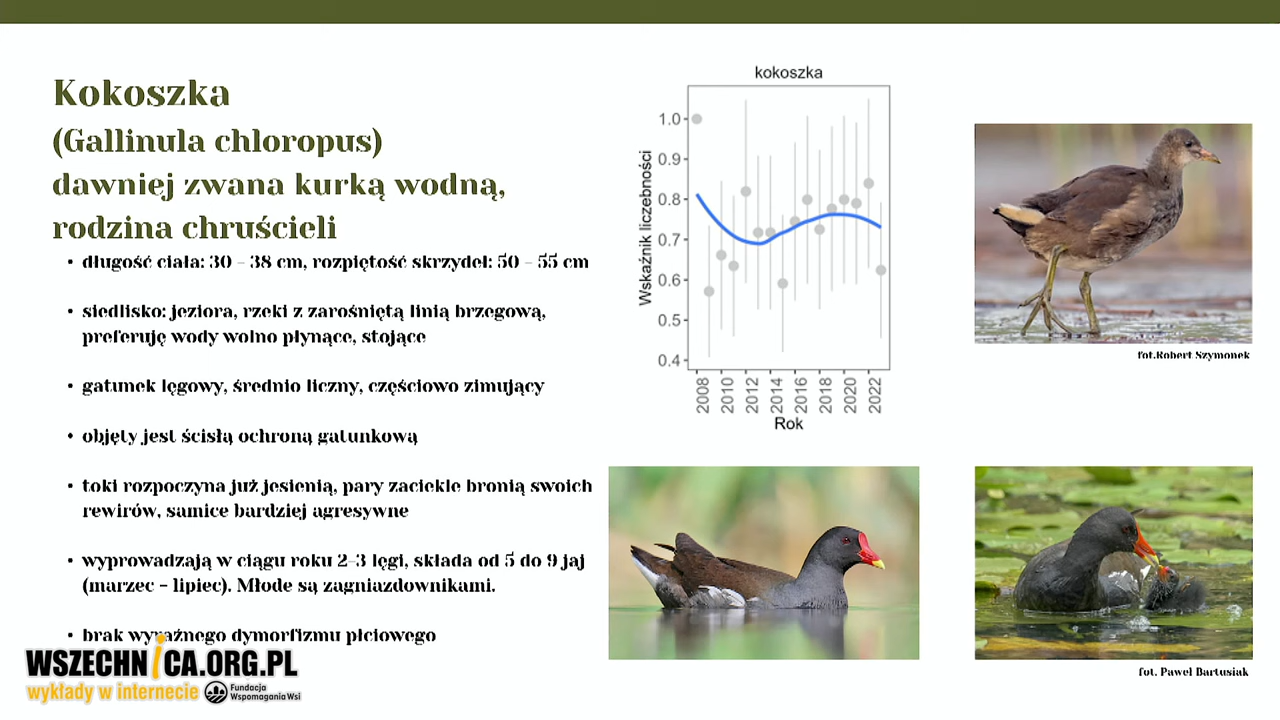 Kokoszka
(Gallinula chloropus)
dawniej zwana kurką wodną,
rodzina chruścieli
• długość ciała: 30 - 38 cm, rozpiętość skrzydeł: 50 - 55 cm
• siedlisko: jeziora, rzeki z zarośniętą linią brzegową,
preferuję wody wolno płynące, stojące
• gatunek lęgowy, średnio liczny, częściowo zimujący
• objęty jest ścisłą ochroną gatunkową
• toki rozpoczyna już jesienią, pary zaciekle bronią swoich
rewirów, samice bardziej agresywne
• wyprowadzają w ciągu roku 2-3 lęgi, składa od 5 do 9 jaj
(marzec - lipiec). Młode są zagniazdownikami.
• brak wyraźnego dymorfizmu płciowego
WSZECHNICA.ORG.PL
wykłady w internecie
Fundacja
Wspomagania Wsi
kokoszka
Wskaźnik liczebności
1.0
0.9
0.8
0.7
0.6
0.5
0.4
2008
2010
2012
2014
2016
2018
2020
2022
Rok
fot.Robert Szymonek
fot. Paweł Bartusiak